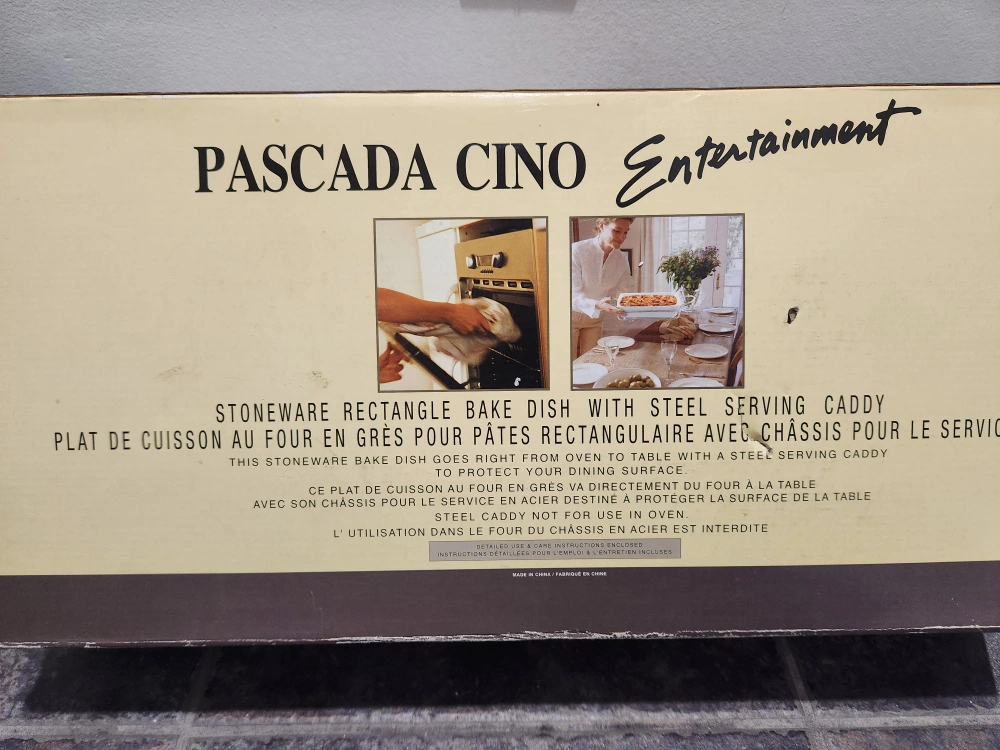 PASCADA CINO Entertainment
STONEWARE RECTANGLE BAKE DISH WITH STEEL SERVING CADDY
PLAT DE CUISSON AU FOUR EN GRÈS POUR PÂTES RECTANGULAIRE AVEC CHÂSSIS POUR LE SERVIC
THIS STONEWARE BAKE DISH GOES RIGHT FROM OVEN TO TABLE WITH A STEEL SERVING CADDY
TO PROTECT YOUR DINING SURFACE.
CE PLAT DE CUISSON AU FOUR EN GRÈS VA DIRECTEMENT DU FOUR À LA TABLE
AVEC SON CHÂSSIS POUR LE SERVICE EN ACIER DESTINÉ À PROTÉGER LA SURFACE DE LA TABLE
STEEL CADDY NOT FOR USE IN OVEN.
L' UTILISATION DANS LE FOUR DU CHÂSSIS EN ACIER EST INTERDITE
DETAILED USE & CARE INSTRUCTIONS ENCLOSED
INSTRUCTIONS DÉTAILLÉES POUR L'EMPLOI & L'ENTRETIEN INCLUSES
MADE IN CHINA / FABRIQUÉ EN CHINE